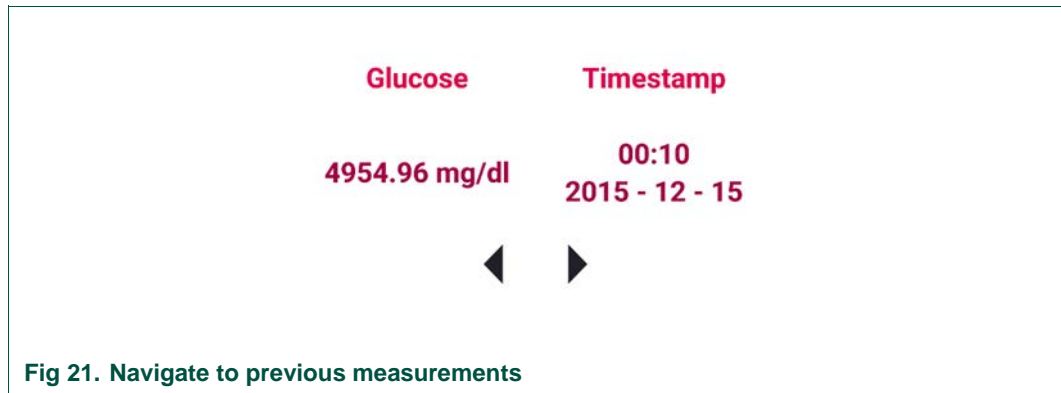 Glucose Timestamp
4954.96 mg/dl
00:10
2015 - 12 - 15
Fig 21. Navigate to previous measurements